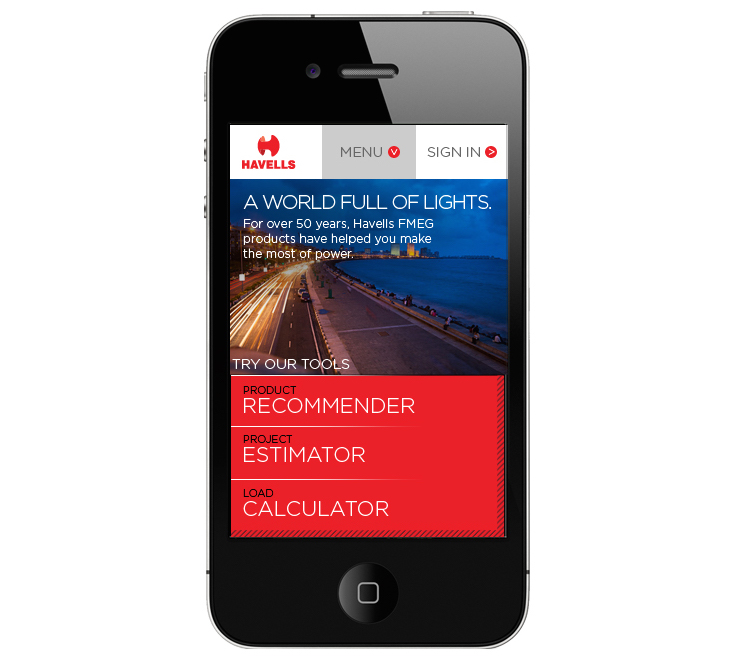 HAVELLS
MENU
SIGN IN
A WORLD FULL OF LIGHTS.
For over 50 years, Havells FMEG
products have helped you make
the most of power.
TRY OUR TOOLS
PRODUCT
RECOMMENDER
PROJECT
ESTIMATOR
LOAD
CALCULATOR